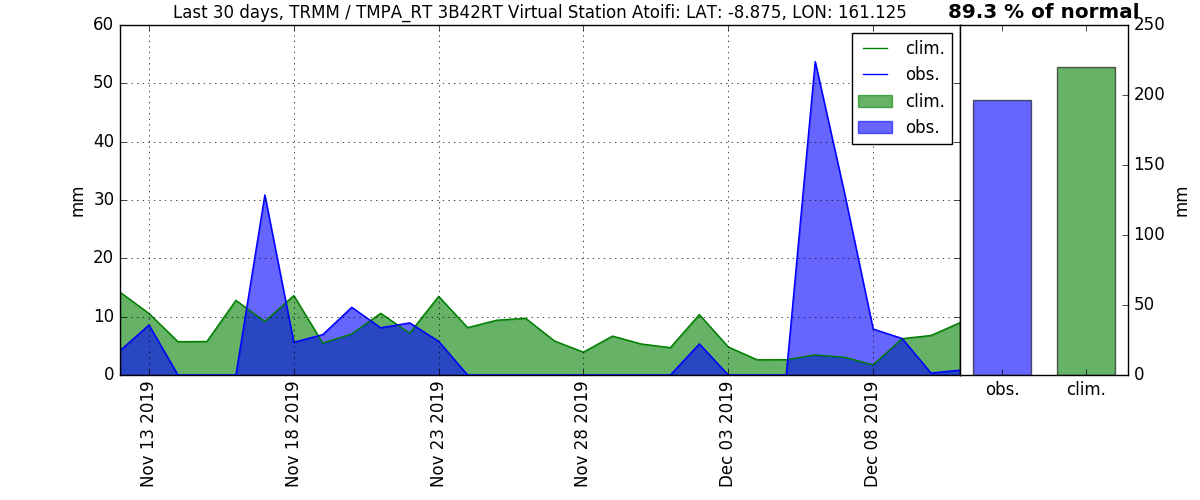 Last 30 days, TRMM / TMPA_RT 3B42RT Virtual Station Atoifi: LAT: -8.875, LON: 161.125
89.3 % of normal
clim.
obs.
clim.
obs.
60
50
40
30
20
10
0
mm
Nov 13 2019
Nov 18 2019
Nov 23 2019
Nov 28 2019
Dec 03 2019
Dec 08 2019
250
200
150
100
50
0
mm
obs.
clim.